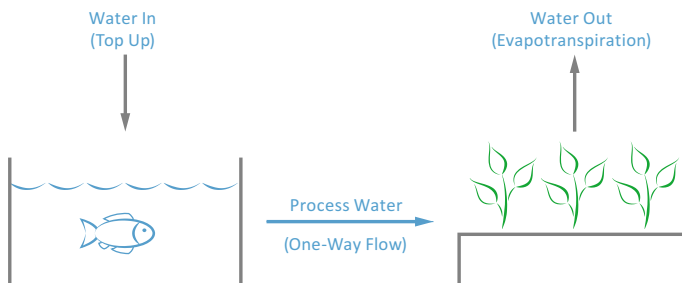 Water In
(Top Up)
Water Out
(Evapotranspiration)
Process Water
(One-Way Flow)